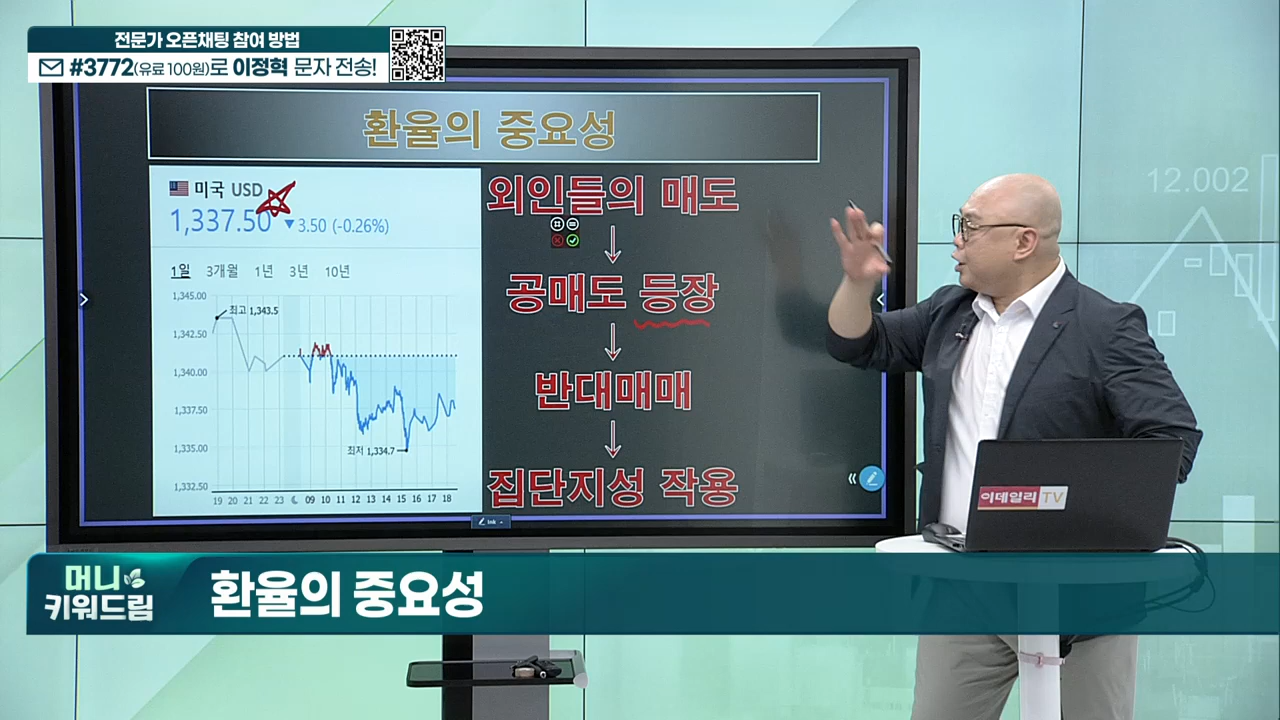 전문가 오픈채팅 참여 방법
#3772(유료 100원)로 이정혁 문자 전송!
환율의 중요성
미국 USD
1,337.50 ▼3.50 (-0.26%)
1일 3개월 1년 3년 10년
1,345.00
최고 1,343.5
1,342.50
1,340.00
1,337.50
1,335.00
최저 1,334.7
1,332.50
19 20 21 22 23 09 10 11 12 13 14 15 16 17 18
외인들의 매도
↓
공매도 등장
↓
반대매매
↓
집단지성 작용
Ink
12.002
이데일리 TV
머니
키워드림
환율의 중요성